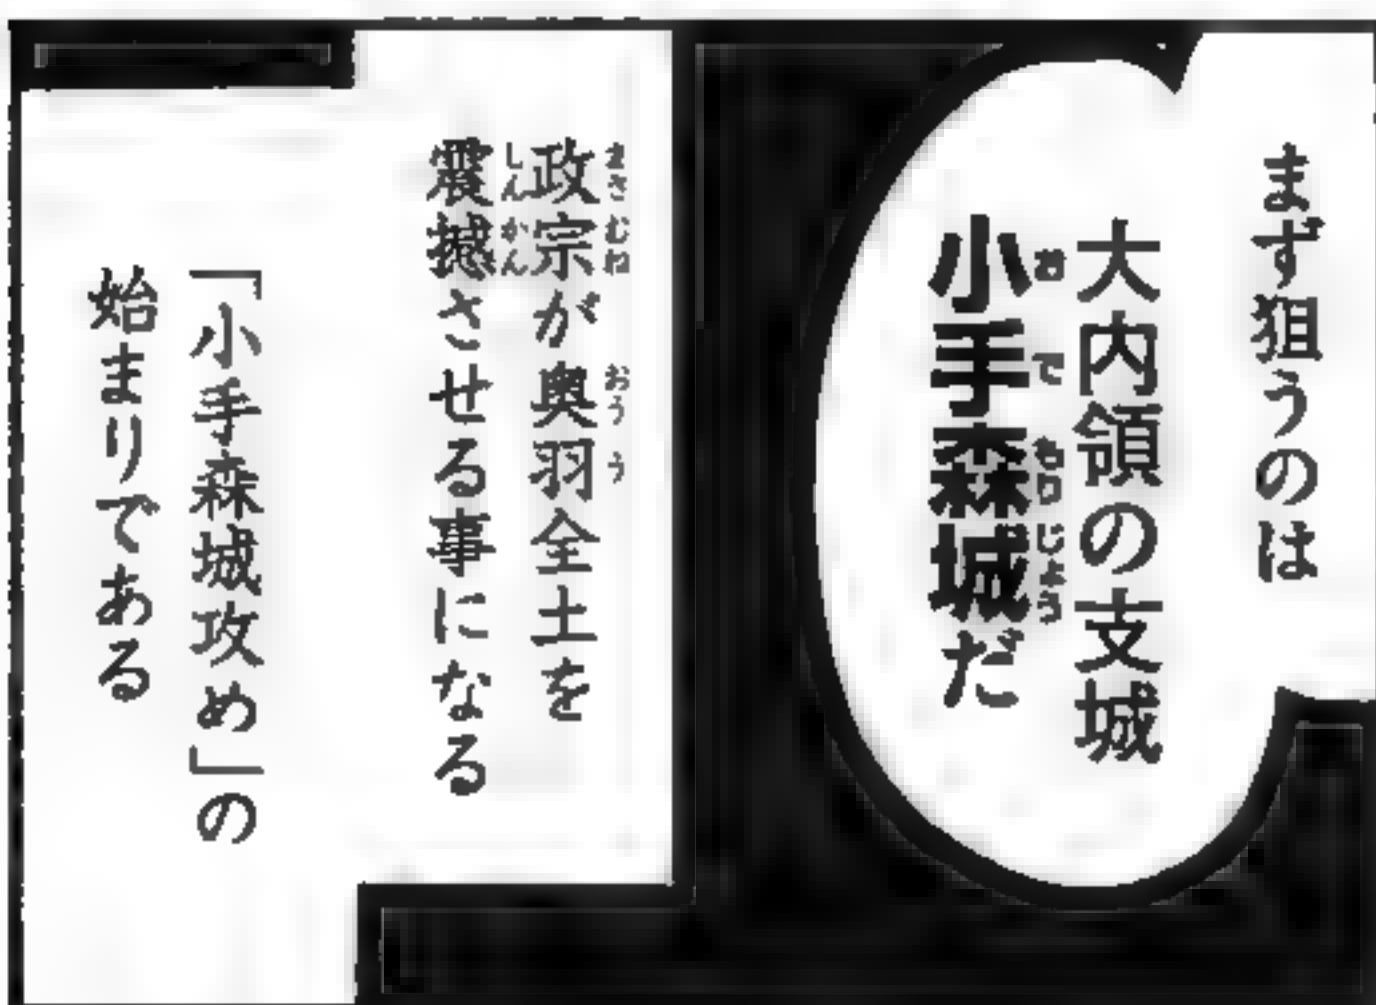 まず狙うのは
大内領の支城
小手森城だ
政宗が奥羽全土を
震撼させる事になる
「小手森城攻め」の
始まりである